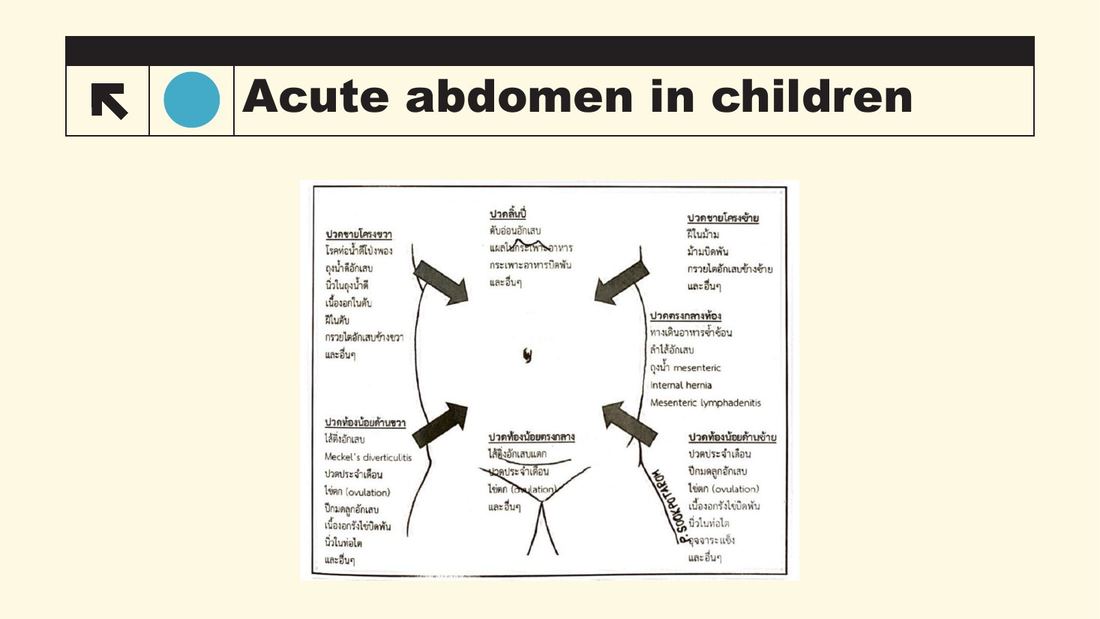 Acute abdomen in children
ปวดชายโครงขวา
โรคท่อน้ำดีโป่งพอง
ถุงน้ำดีอักเสบ
นิ่วในถุงน้ำดี
เนื้องอกในตับ
ฝีในตับ
กรวยไตอักเสบข้างขวา
และอื่นๆ
ปวดลิ้นปี่
ตับอ่อนอักเสบ
แผลในกระเพาะอาหาร
กระเพาะอาหารบิดพัน
และอื่นๆ
ปวดชายโครงซ้าย
ฝีในม้าม
ม้ามบิดพัน
กรวยไตอักเสบข้างซ้าย
และอื่นๆ
ปวดตรงกลางท้อง
ทางเดินอาหารซ้ำซ้อน
ลำไส้อักเสบ
ถุงน้ำ mesenteric
Internal hernia
Mesenteric lymphadenitis
ปวดท้องน้อยด้านขวา
ไส้ติ่งอักเสบ
Meckel's diverticulitis
ปวดประจำเดือน
ไข่ตก (ovulation)
ปีกมดลูกอักเสบ
เนื้องอกรังไข่บิดพัน
นิ่วในท่อไต
และอื่นๆ
ปวดท้องน้อยตรงกลาง
ไส้ติ่งอักเสบแตก
ปวดประจำเดือน
ไข่ตก (ovulation)
และอื่นๆ
ปวดท้องน้อยด้านซ้าย
ปวดประจำเดือน
ปีกมดลูกอักเสบ
ไข่ตก (ovulation)
เนื้องอกรังไข่บิดพัน
นิ่วในท่อไต
อุจจาระแข็ง
และอื่นๆ
P. SOOKPOTAROM